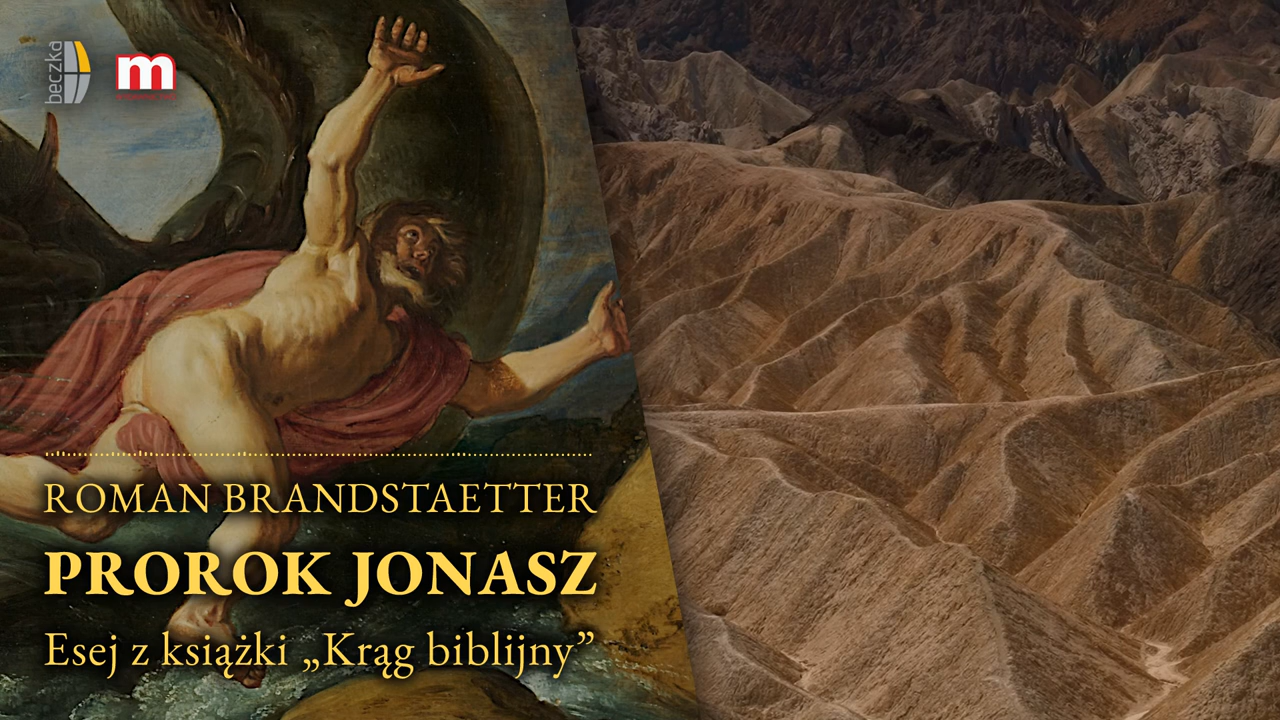 beczka
m
ROMAN BRANDSTAETTER
PROROK JONASZ
Esej z książki „Krąg biblijny”